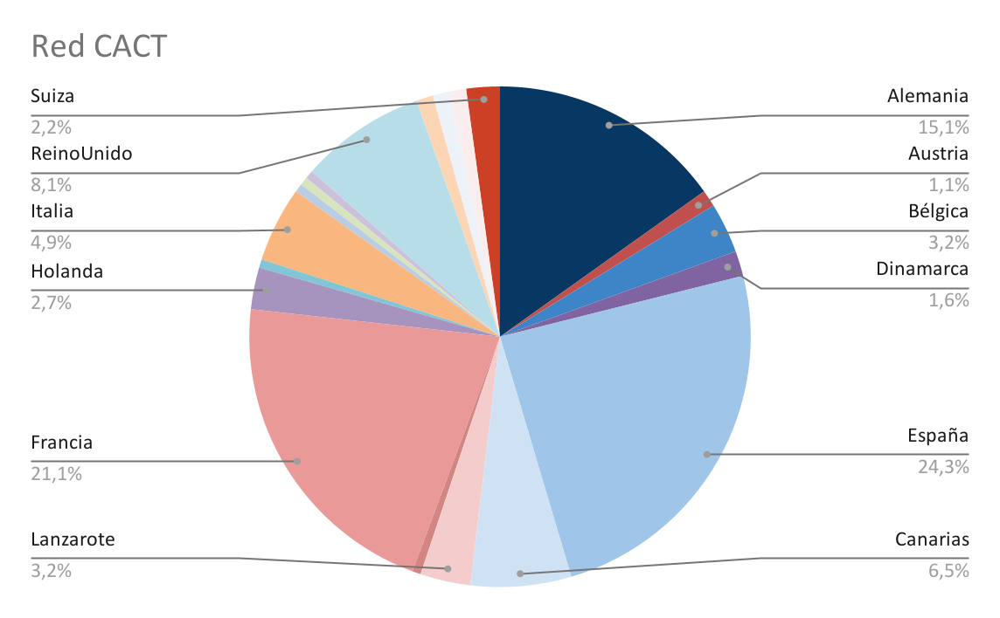 Red CACT
Suiza
2,2%
ReinoUnido
8,1%
Italia
4,9%
Holanda
2,7%
Francia
21,1%
Lanzarote
3,2%
Alemania
15,1%
Austria
1,1%
Bélgica
3,2%
Dinamarca
1,6%
España
24,3%
Canarias
6,5%